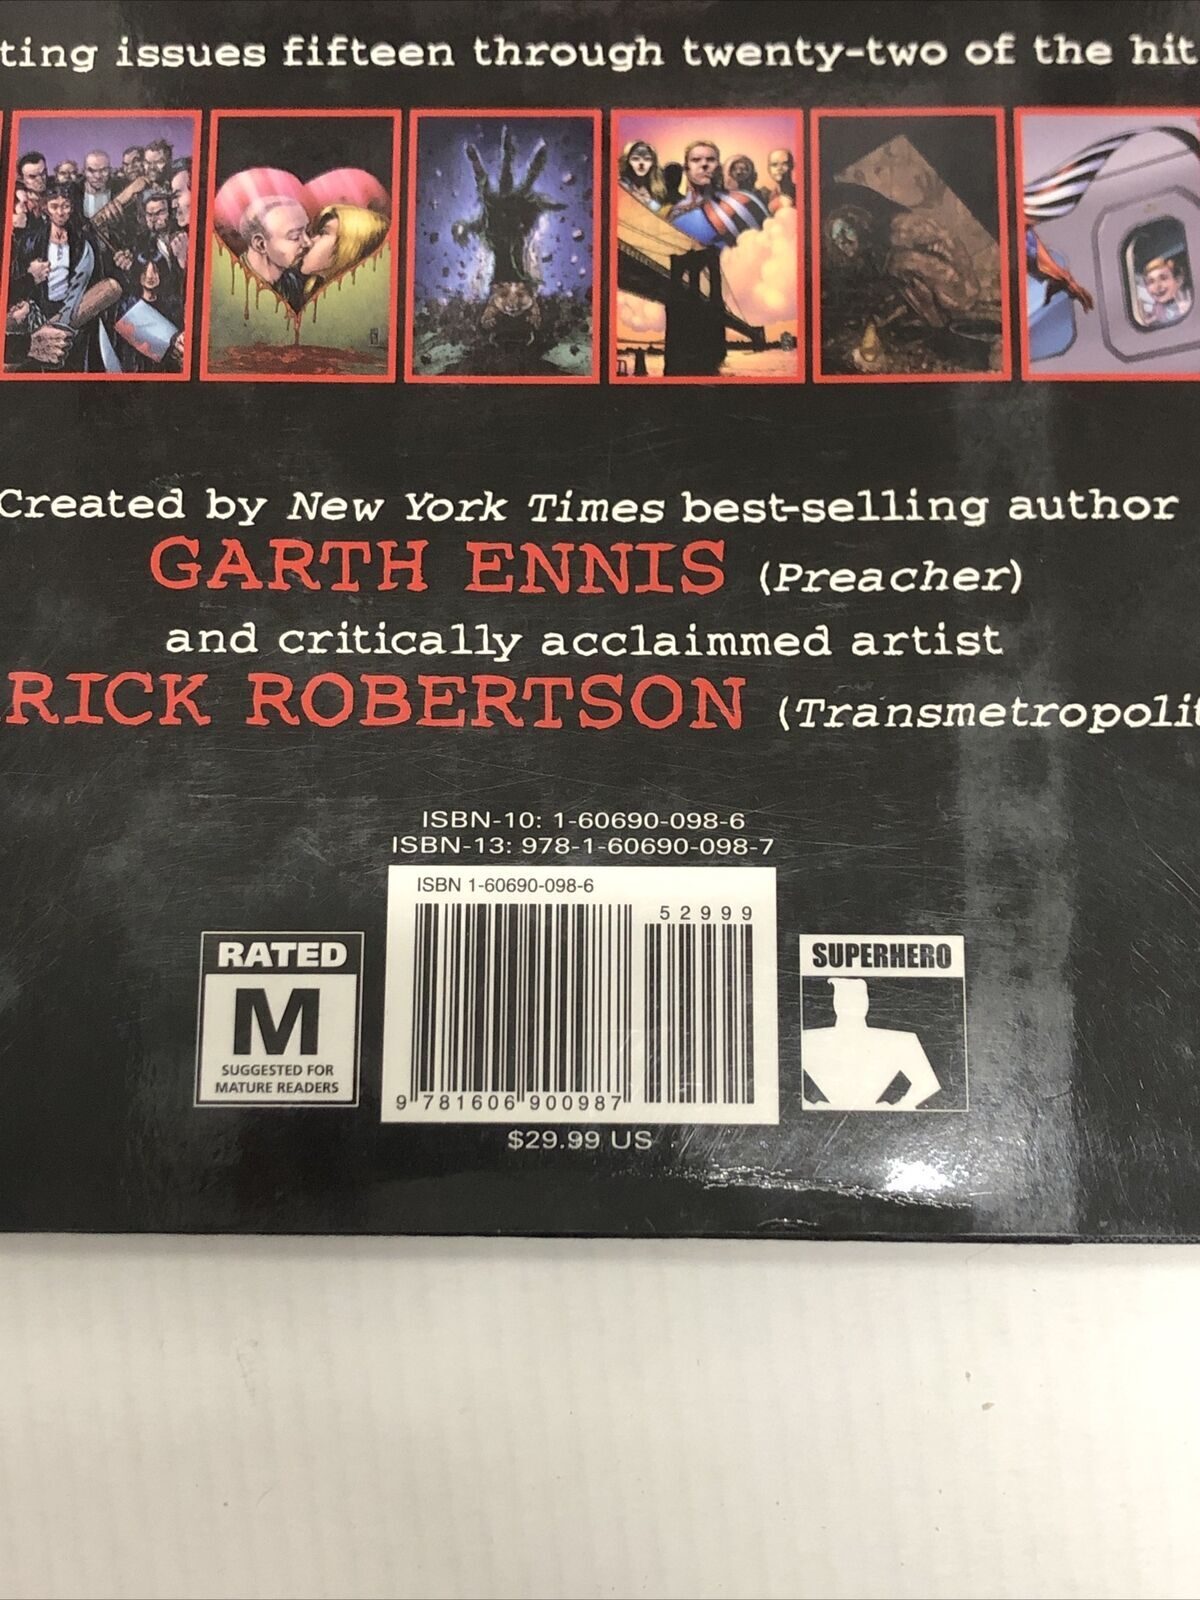 ting issues fifteen through twenty-two of the hit
Created by New York Times best-selling author
GARTH ENNIS (Preacher)
and critically acclaimmed artist
RICK ROBERTSON (Transmetropolit
ISBN-10: 1-60690-098-6
ISBN-13: 978-1-60690-098-7
ISBN 1-60690-098-6
52999
9 781606 900987
$29.99 US
RATED
M
SUGGESTED FOR
MATURE READERS
SUPERHERO